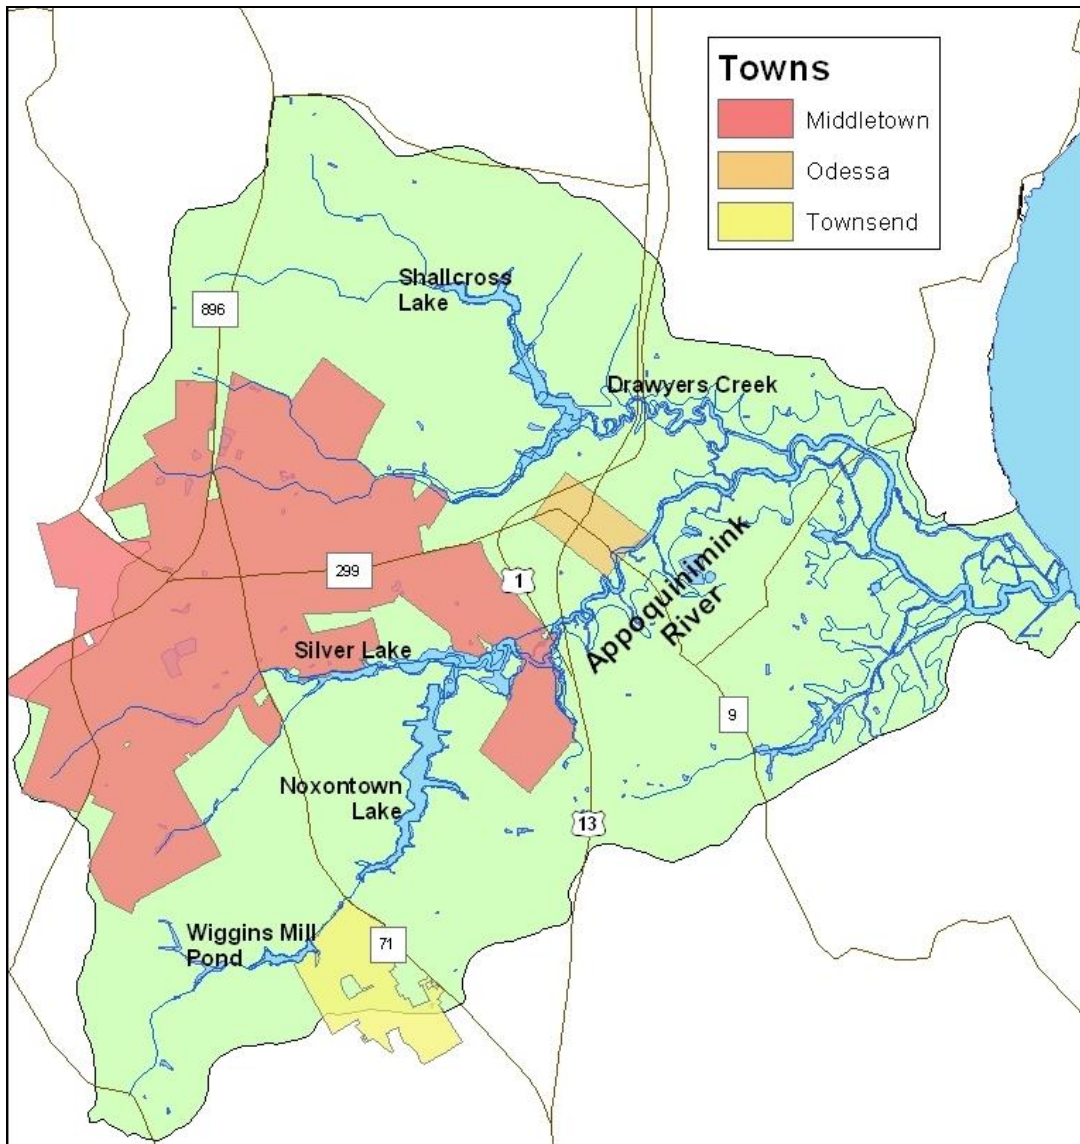 Towns
Middletown
Odessa
Townsend
Shallcross
Lake
896
Drawyers Creek
299
1
Appoquinimink
River
Silver Lake
9
Noxontown
Lake
13
Wiggins Mill
Pond
71